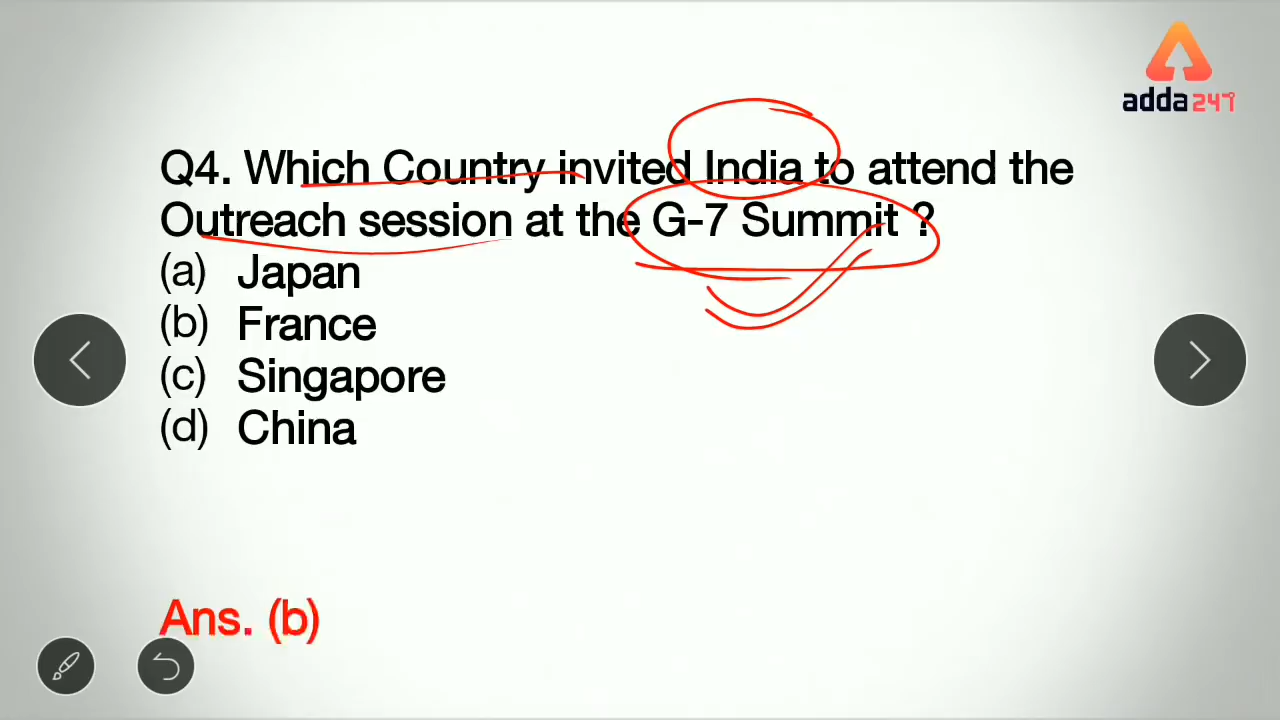 adda247
Q4. Which Country invited India to attend the
Outreach session at the G-7 Summit ?
(a) Japan
(b) France
(c) Singapore
(d) China
Ans. (b)